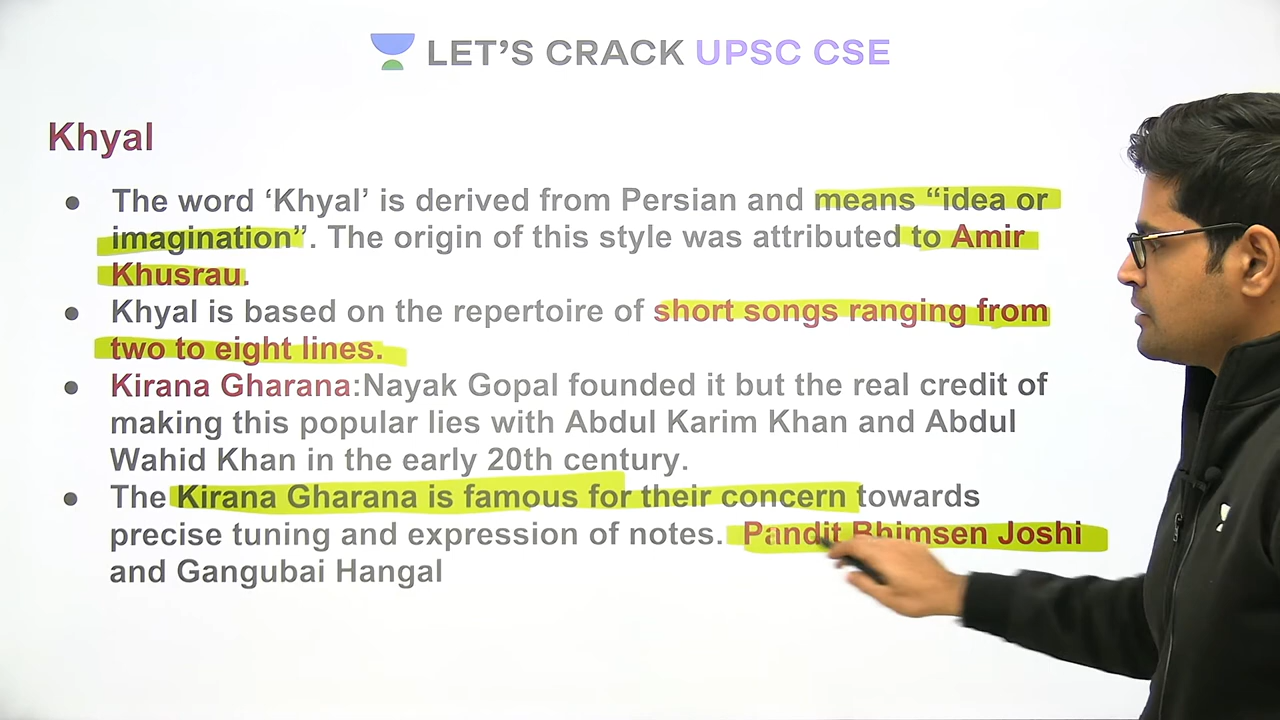 LET'S CRACK UPSC CSE
Khyal
● The word ‘Khyal’ is derived from Persian and means “idea or
imagination”. The origin of this style was attributed to Amir
Khusrau.
● Khyal is based on the repertoire of short songs ranging from
two to eight lines.
● Kirana Gharana:Nayak Gopal founded it but the real credit of
making this popular lies with Abdul Karim Khan and Abdul
Wahid Khan in the early 20th century.
● The Kirana Gharana is famous for their concern towards
precise tuning and expression of notes. Pandit Bhimsen Joshi
and Gangubai Hangal